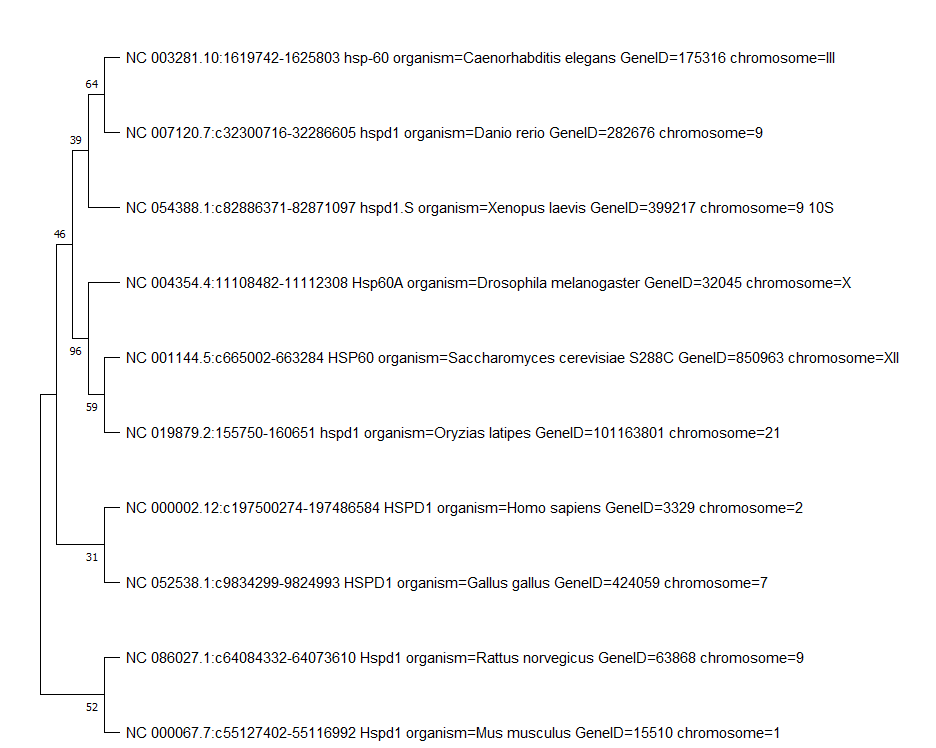 NC 003281.10:1619742-1625803 hsp-60 organism=Caenorhabditis elegans GeneID=175316 chromosome=III
64
NC 007120.7:c32300716-32286605 hspd1 organism=Danio rerio GeneID=282676 chromosome=9
39
NC 054388.1:c82886371-82871097 hspd1.S organism=Xenopus laevis GeneID=399217 chromosome=9 10S
46
NC 004354.4:11108482-11112308 Hsp60A organism=Drosophila melanogaster GeneID=32045 chromosome=X
96
NC 001144.5:c665002-663284 HSP60 organism=Saccharomyces cerevisiae S288C GeneID=850963 chromosome=XII
59
NC 019879.2:155750-160651 hspd1 organism=Oryzias latipes GeneID=101163801 chromosome=21
NC 000002.12:c197500274-197486584 HSPD1 organism=Homo sapiens GeneID=3329 chromosome=2
31
NC 052538.1:c9834299-9824993 HSPD1 organism=Gallus gallus GeneID=424059 chromosome=7
NC 086027.1:c64084332-64073610 Hspd1 organism=Rattus norvegicus GeneID=63868 chromosome=9
52
NC 000067.7:c55127402-55116992 Hspd1 organism=Mus musculus GeneID=15510 chromosome=1